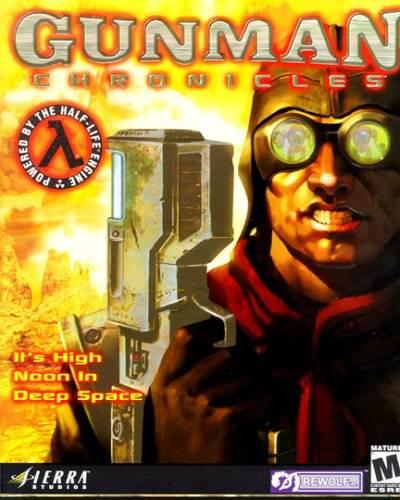 GUNMAN
CHRONICLES
POWERED BY THE HALF-LIFE ENGINE
λ
It's High
Noon In
Deep Space
SIERRA
STUDIOS
REWOLF
MATURE
M
ESRB